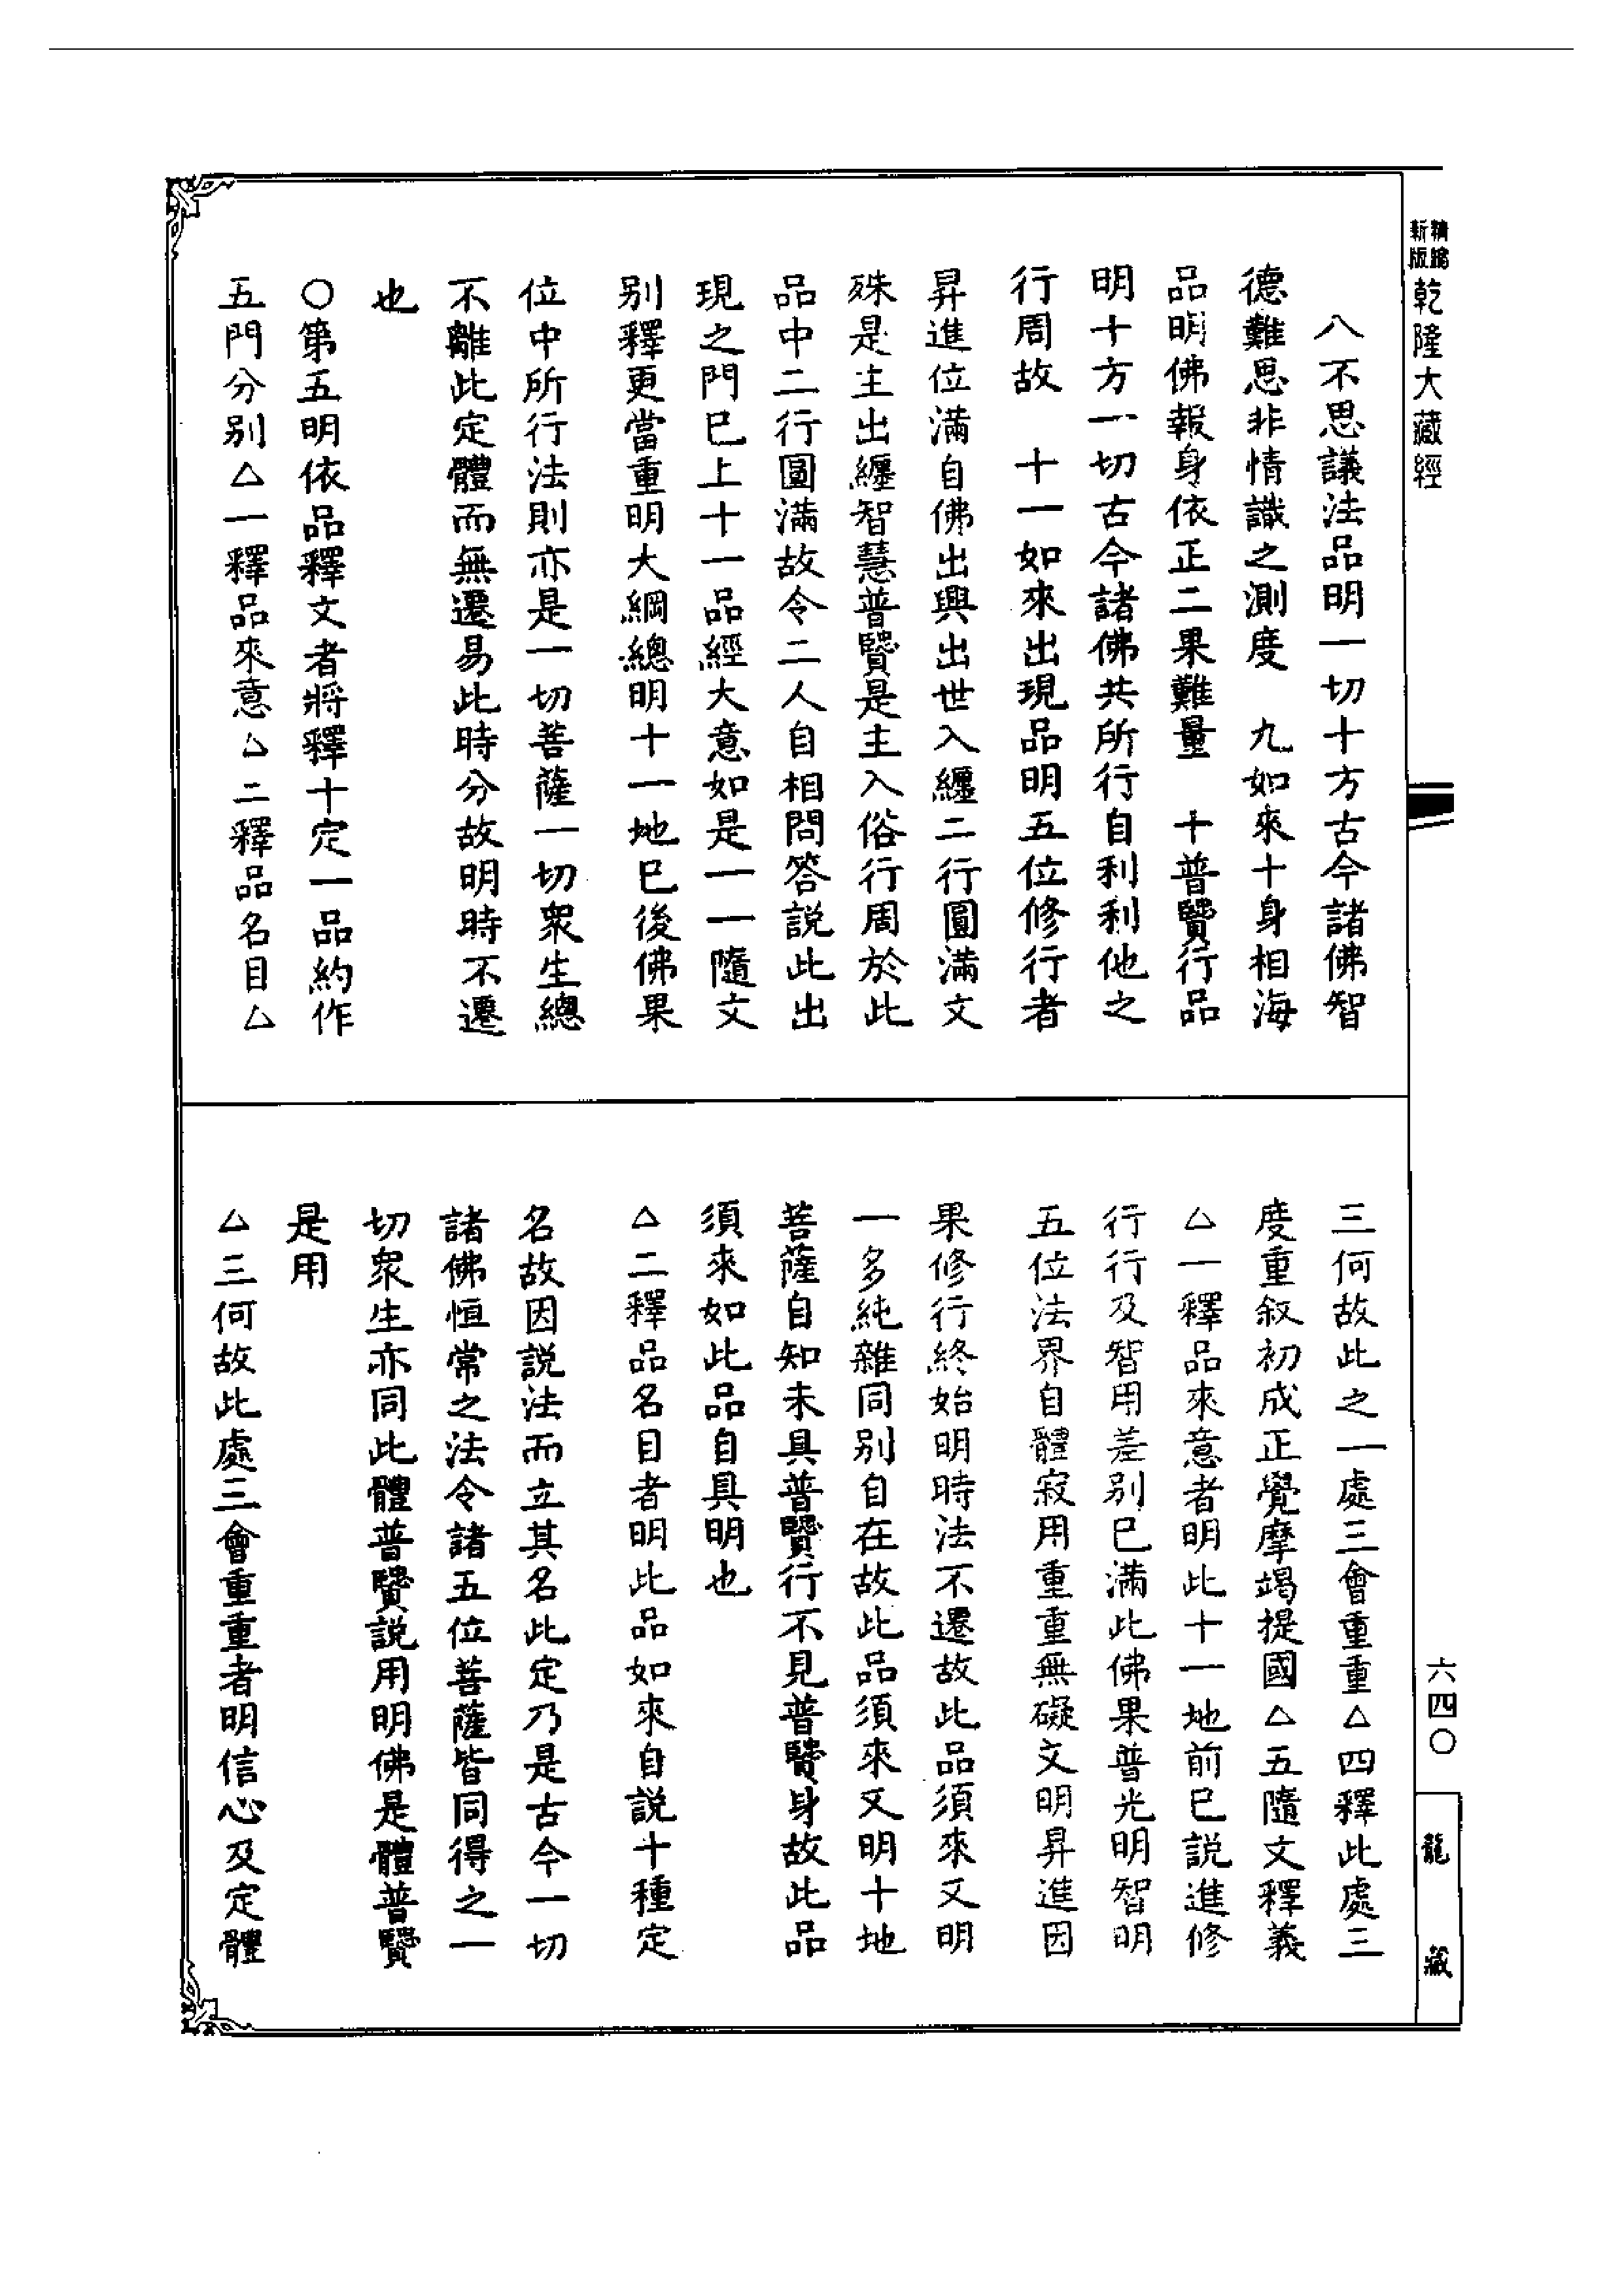 新編精版乾隆大藏經
八不思議法品明一切十方古今諸佛智
德難思非情識之測度　九如來十身相海
品明佛報身依正二果難量　十普賢行品
明十方一切古今諸佛共所行自利利他之
行周故　十一如來出現品明五位修行者
昇進位滿自佛出興出世入纏二行圓滿文
殊是主出纏智慧普賢是主入俗行周於此
品中二行圓滿故令二人自相問答說此出
現之門已上十一品經大意如是一一隨文
别釋更當重明大綱總明十一地已後佛果
位中所行法則亦是一切菩薩一切眾生總
不離此定體而無遷易此時分故明時不遷
也
○第五明依品釋文者將釋十定一品約作
五門分别△一釋品來意△二釋品名目△
三何故此之一處三會重重△四釋此處三
度重叙初成正覺摩竭提國△五隨文釋義
△一釋品來意者明此十一地前已說進修
行行及智用差别已滿此佛果普光明智明
五位法界自體寂用重重無礙文明昇進因
果修行終始明時法不遷故此品須來又明
一多純雜同别自在故此品須來又明十地
菩薩自知未具普賢行不見普賢身故此品
須來如此品自具明也
△二釋品名目者明此品如來自說十種定
名故因說法而立其名此定乃是古今一切
諸佛恒常之法令諸五位菩薩皆同得之一
切眾生亦同此體普賢說用明佛是體普賢
是用
△三何故此處三會重重者明信心及定體
六四〇
龍藏